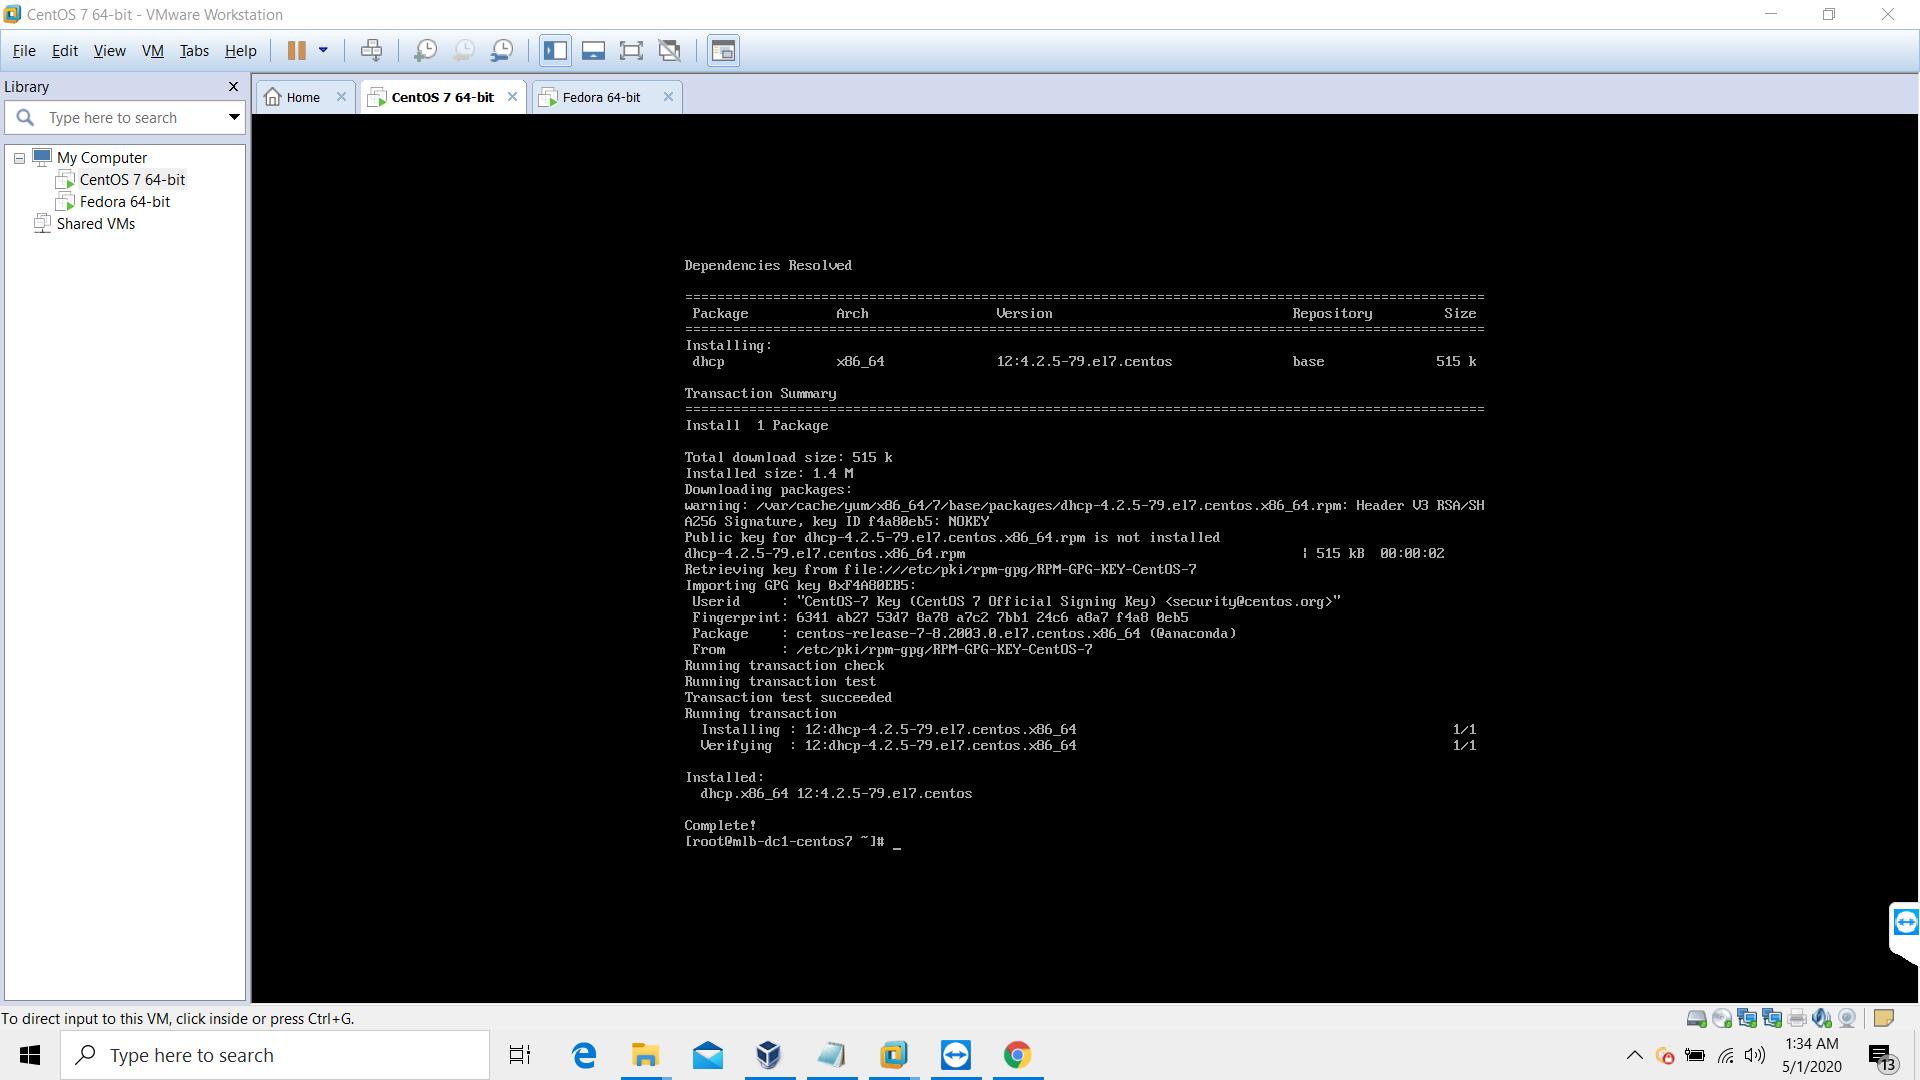 CentOS 7 64-bit - VMware Workstation
File Edit View VM Tabs Help
Library x
Type here to search
My Computer
CentOS 7 64-bit
Fedora 64-bit
Shared VMs
Home CentOS 7 64-bit Fedora 64-bit
Dependencies Resolved
================================================================================
Package Arch Version Repository Size
================================================================================
Installing:
dhcp x86_64 12:4.2.5-79.el7.centos base 515 k
Transaction Summary
================================================================================
Install 1 Package
Total download size: 515 k
Installed size: 1.4 M
Downloading packages:
warning: /var/cache/yum/x86_64/7/base/packages/dhcp-4.2.5-79.el7.centos.x86_64.rpm: Header V3 RSA/SH
A256 Signature, key ID f4a80eb5: NOKEY
Public key for dhcp-4.2.5-79.el7.centos.x86_64.rpm is not installed
dhcp-4.2.5-79.el7.centos.x86_64.rpm | 515 kB 00:00:02
Retrieving key from file:///etc/pki/rpm-gpg/RPM-GPG-KEY-CentOS-7
Importing GPG key 0xF4A80EB5:
Userid : "CentOS-7 Key (CentOS 7 Official Signing Key) <security@centos.org>"
Fingerprint: 6341 ab27 53d7 8a78 a7c2 7bb1 24c6 a8a7 f4a8 0eb5
Package : centos-release-7-8.2003.0.el7.centos.x86_64 (@anaconda)
From : /etc/pki/rpm-gpg/RPM-GPG-KEY-CentOS-7
Running transaction check
Running transaction test
Transaction test succeeded
Running transaction
Installing : 12:dhcp-4.2.5-79.el7.centos.x86_64 1/1
Verifying : 12:dhcp-4.2.5-79.el7.centos.x86_64 1/1
Installed:
dhcp.x86_64 12:4.2.5-79.el7.centos
Complete!
[root@mlb-dc1-centos7 ~]# _
To direct input to this VM, click inside or press Ctrl+G.
Type here to search
1:34 AM
5/1/2020
13